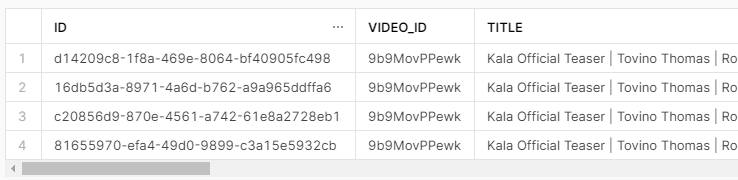 ID ... VIDEO_ID TITLE
1 d14209c8-1f8a-469e-8064-bf40905fc498 9b9MovPPewk Kala Official Teaser | Tovino Thomas | Ro
2 16db5d3a-8971-4a6d-b762-a9a965ddffa6 9b9MovPPewk Kala Official Teaser | Tovino Thomas | Ro
3 c20856d9-870e-4561-a742-61e8a2728eb1 9b9MovPPewk Kala Official Teaser | Tovino Thomas | Ro
4 81655970-efa4-49d0-9899-c3a15e5932cb 9b9MovPPewk Kala Official Teaser | Tovino Thomas | Ro